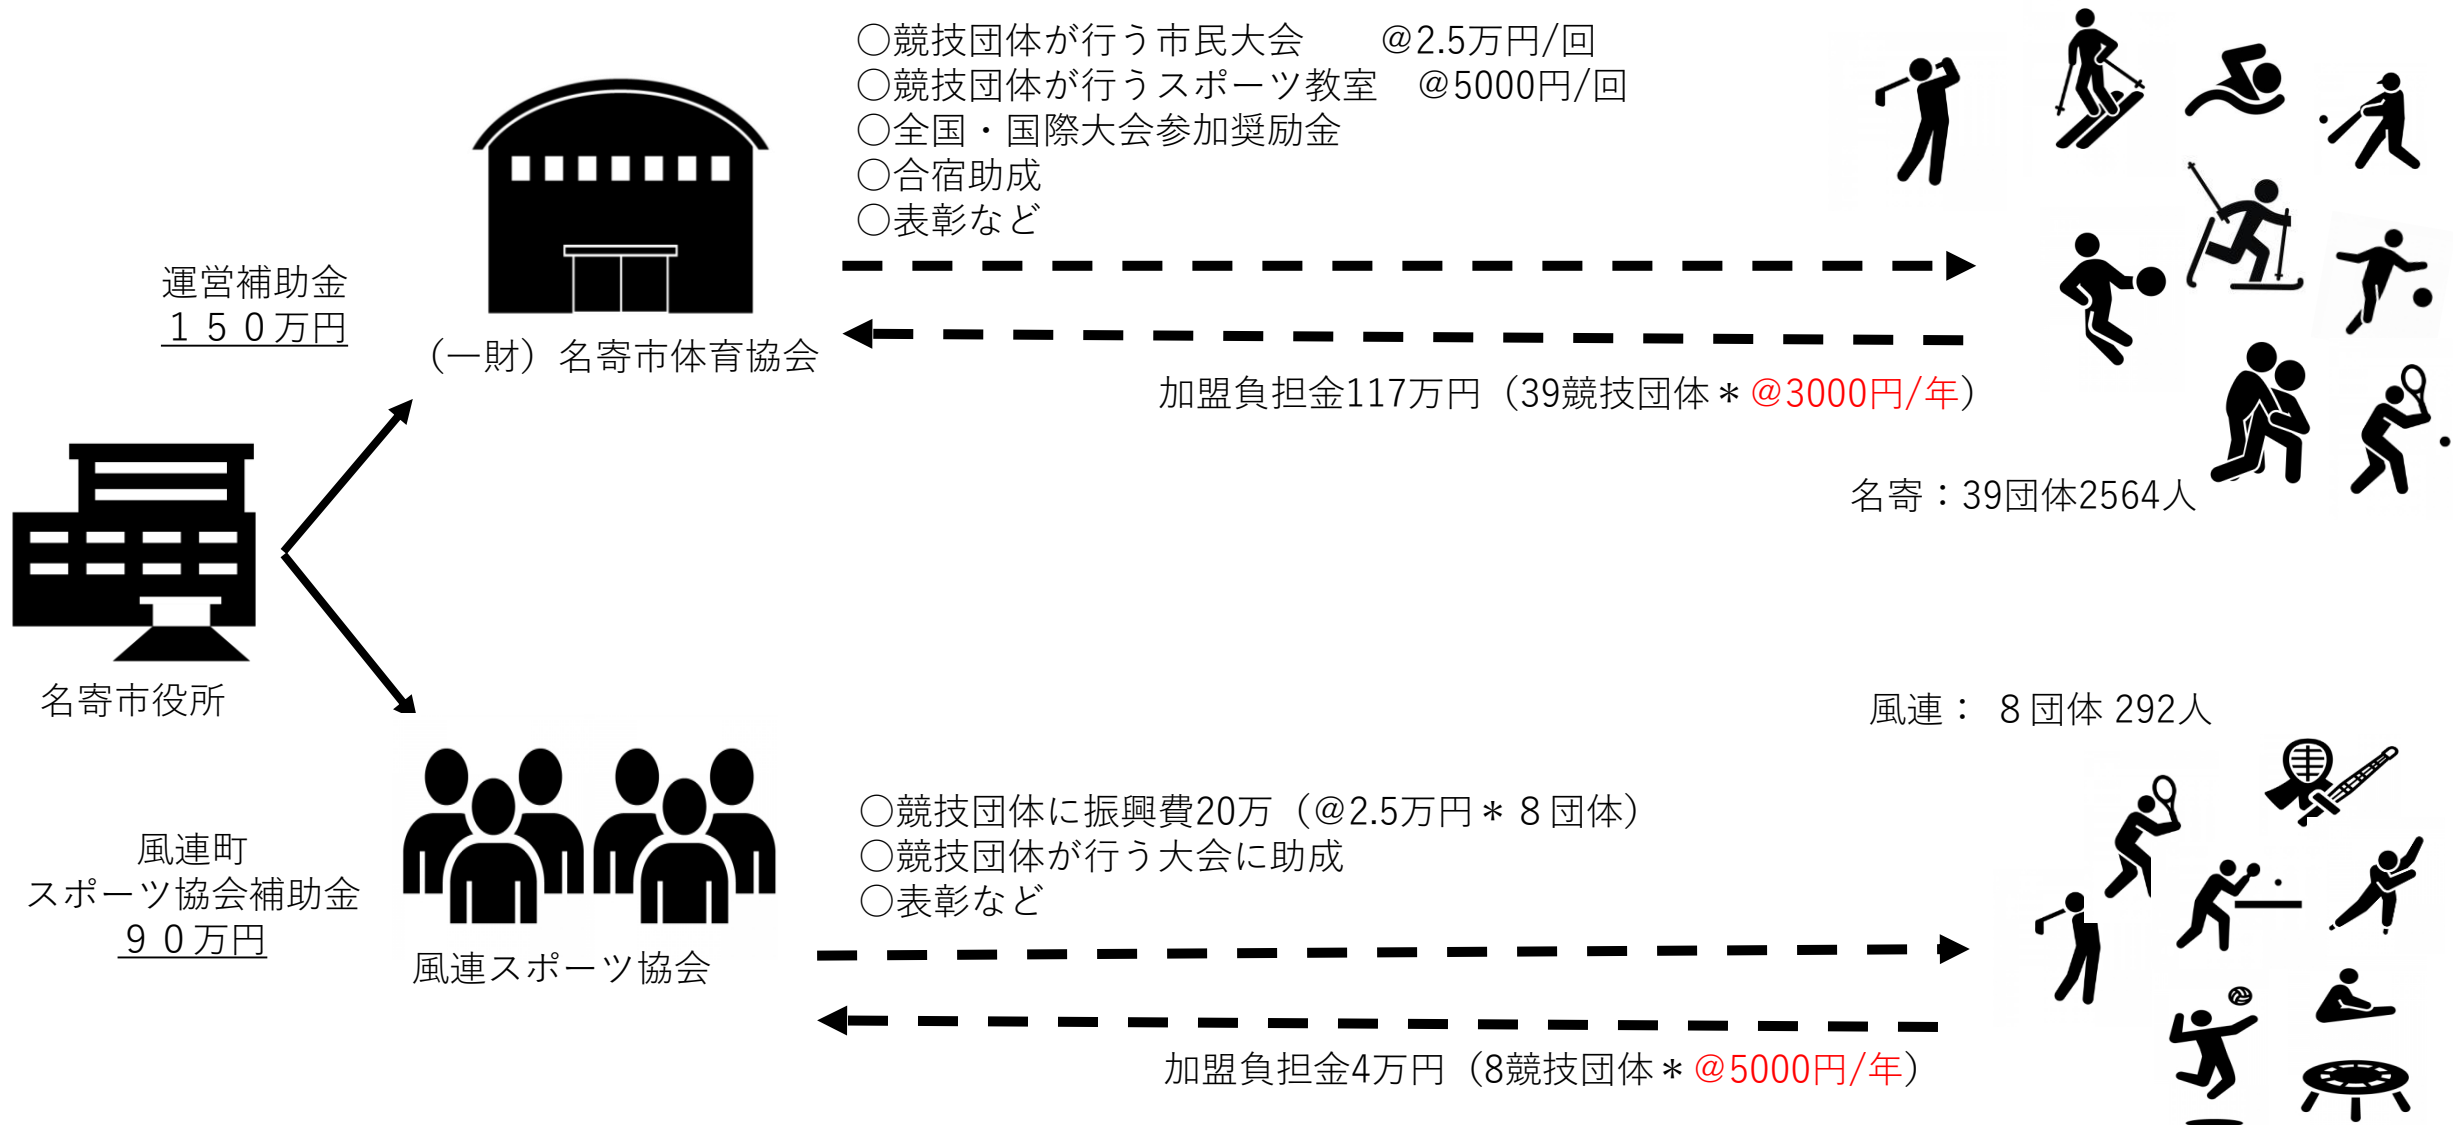 ○競技団体が行う市民大会　　@2.5万円/回
○競技団体が行うスポーツ教室　@5000円/回
○全国・国際大会参加奨励金
○合宿助成
○表彰など
運営補助金
１５０万円
（一財）名寄市体育協会
加盟負担金117万円（39競技団体＊@3000円/年）
名寄：39団体2564人
名寄市役所
風連： ８団体 292人
○競技団体に振興費20万（@2.5万円＊８団体）
○競技団体が行う大会に助成
○表彰など
風連町
スポーツ協会補助金
９０万円
風連スポーツ協会
加盟負担金4万円（8競技団体＊@5000円/年）